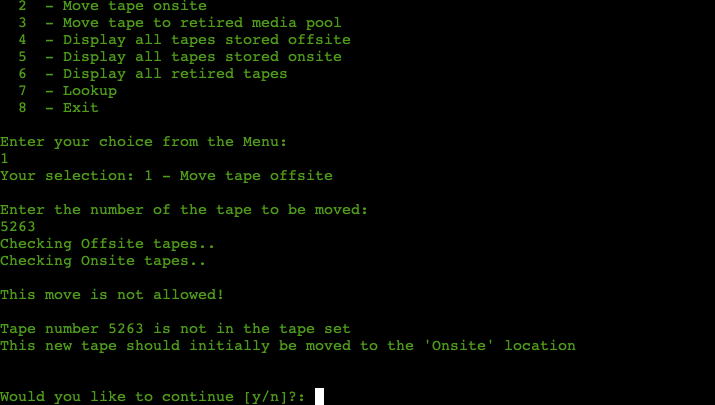 2 - Move tape onsite
3 - Move tape to retired media pool
4 - Display all tapes stored offsite
5 - Display all tapes stored onsite
6 - Display all retired tapes
7 - Lookup
8 - Exit
Enter your choice from the Menu:
1
Your selection: 1 - Move tape offsite
Enter the number of the tape to be moved:
5263
Checking Offsite tapes..
Checking Onsite tapes..
This move is not allowed!
Tape number 5263 is not in the tape set
This new tape should initially be moved to the 'Onsite' location
Would you like to continue [y/n]?: